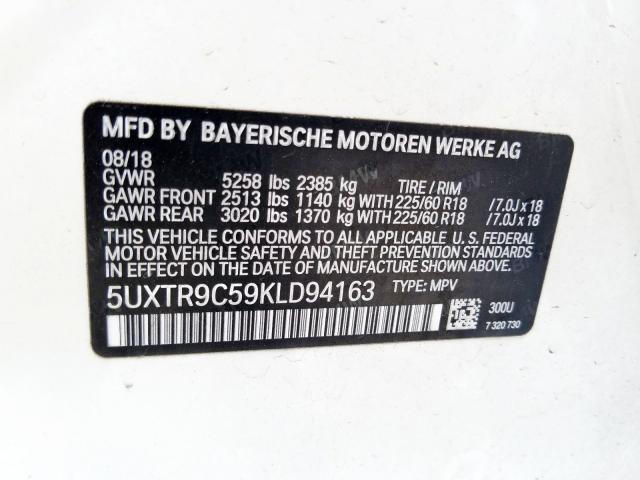 MFD BY BAYERISCHE MOTOREN WERKE AG
08/18
GVWR 5258 lbs 2385 kg TIRE / RIM
GAWR FRONT 2513 lbs 1140 kg WITH 225/60 R18 /7.0J x 18
GAWR REAR 3020 lbs 1370 kg WITH 225/60 R18 /7.0J x 18
THIS VEHICLE CONFORMS TO ALL APPLICABLE U.S. FEDERAL
MOTOR VEHICLE SAFETY AND THEFT PREVENTION STANDARDS
IN EFFECT ON THE DATE OF MANUFACTURE SHOWN ABOVE.
5UXTR9C59KLD94163 TYPE: MPV
300U
7 320 730